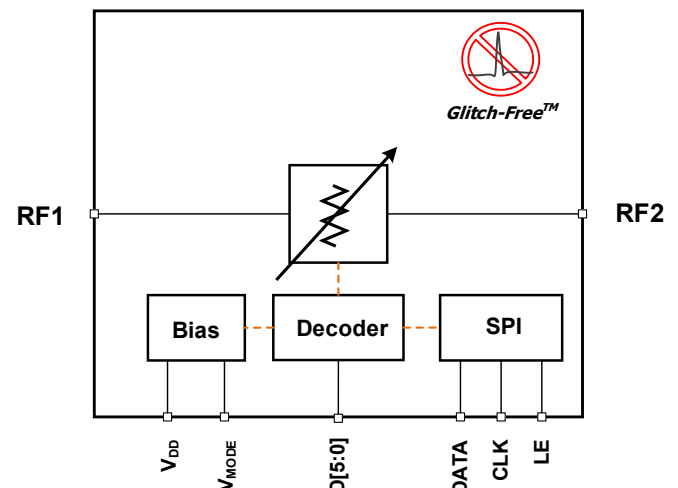 Glitch-Free™
RF1
RF2
Bias
Decoder
SPI
VDD
VMODE
D[5:0]
DATA
CLK
LE